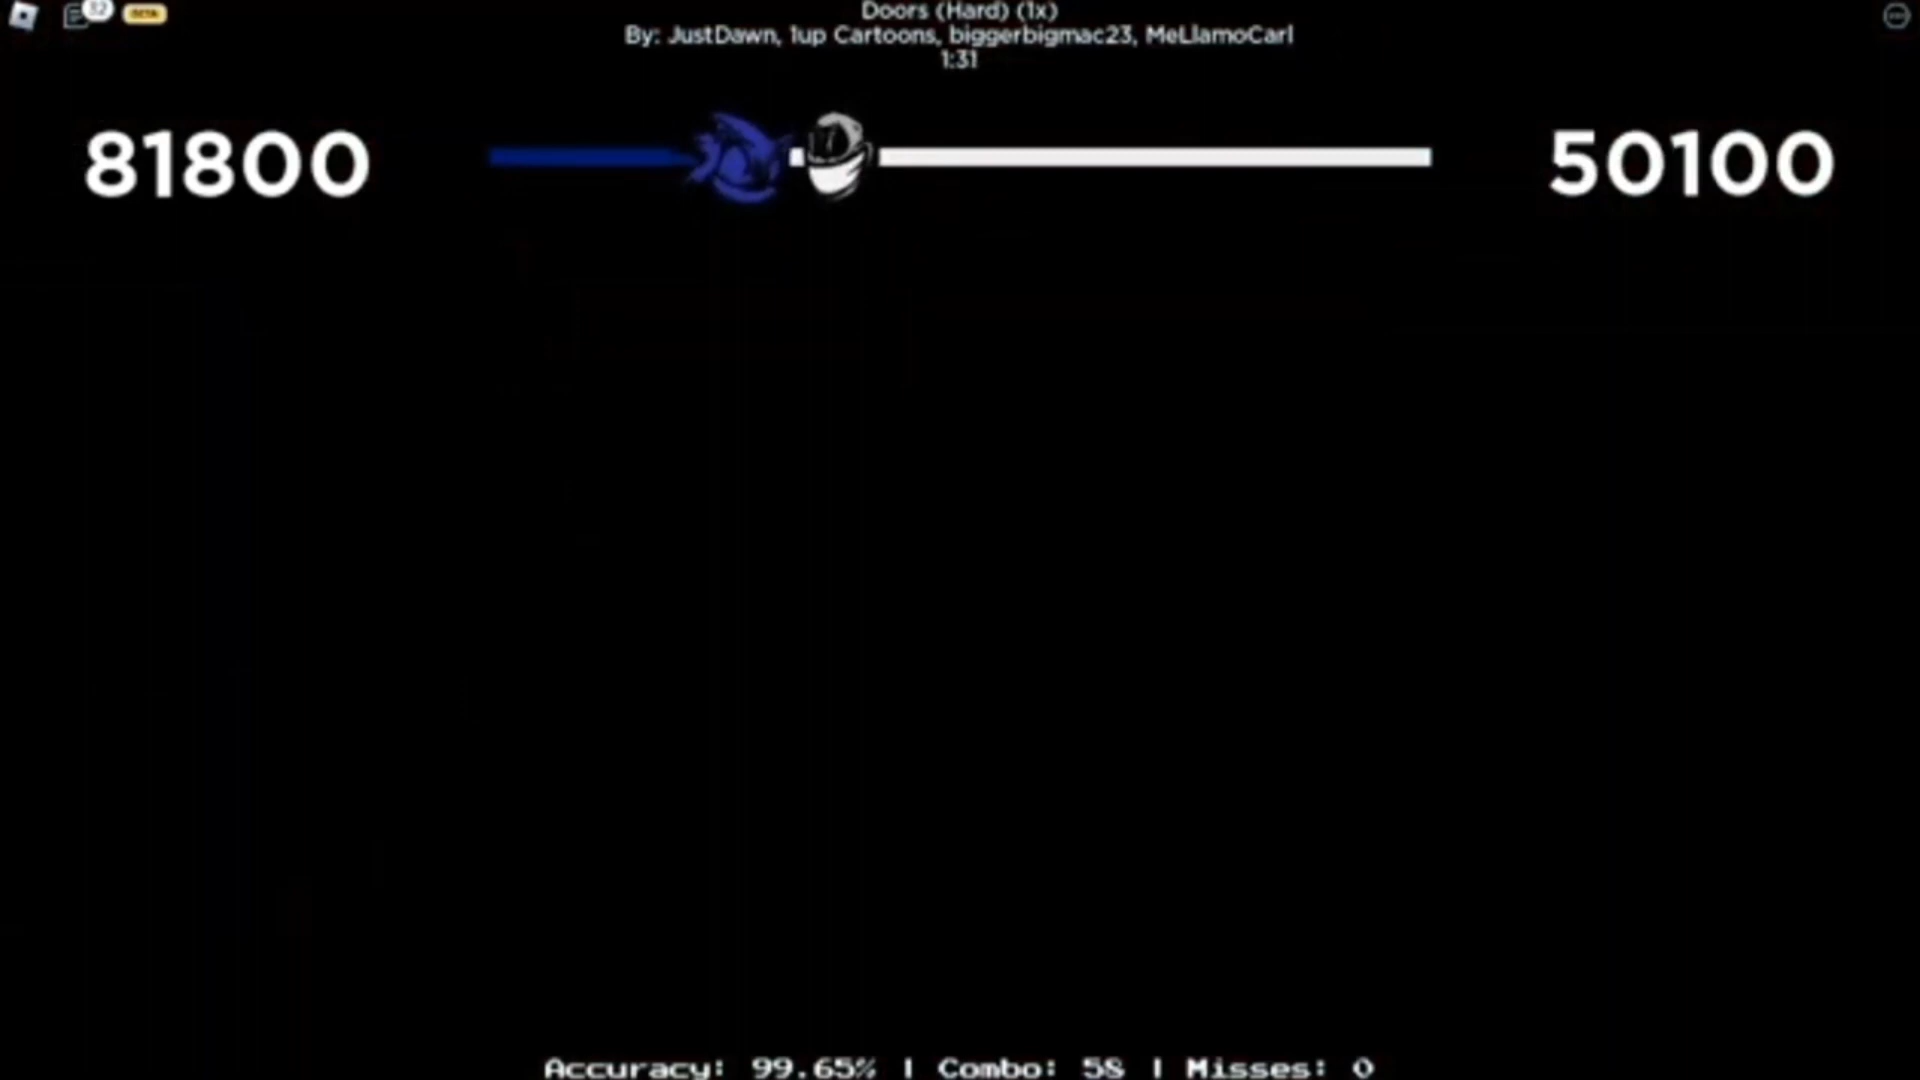 BETA
Doors (Hard) (1x)
By: JustDawn, 1up Cartoons, biggerbigmac23, MeLlamoCarl
1:31
81800
50100
Accuracy: 99.65% | Combo: 58 | Misses: 0